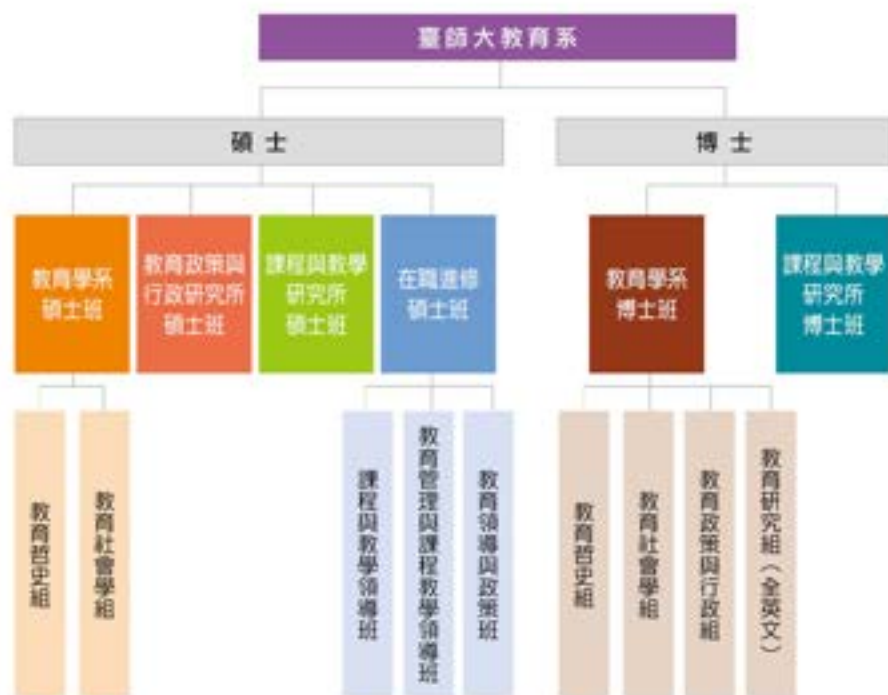 臺師大教育系
碩士
博士
教育學系
碩士班
教育政策與
行政研究所
碩士班
課程與教學
研究所
碩士班
在職進修
碩士班
教育學系
博士班
課程與教學
研究所
博士班
教育哲史組
教育社會學組
課程與教學領導班
教育管理與課程教學領導班
教育領導與政策班
教育哲史組
教育社會學組
教育政策與行政組
教育研究組（全英文）